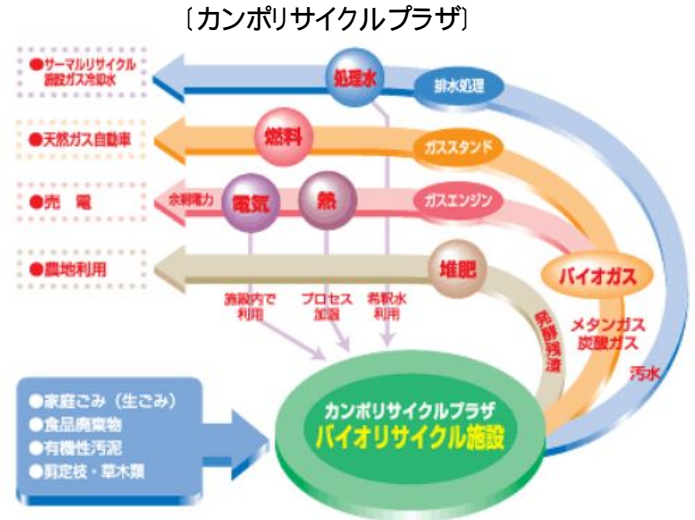 〔カンポリサイクルプラザ〕
●サーマルリサイクル
施設ガス冷却水
処理水
排水処理
●天然ガス自動車
燃料
ガススタンド
●売 電
余剰電力
電気
熱
ガスエンジン
●農地利用
堆肥
バイオガス
施設内で
利用
プロセス
加温
希釈水
利用
発酵残渣
メタンガス
炭酸ガス
汚水
●家庭ごみ（生ごみ）
●食品廃棄物
●有機性汚泥
●剪定枝・草木類
カンポリサイクルプラザ
バイオリサイクル施設